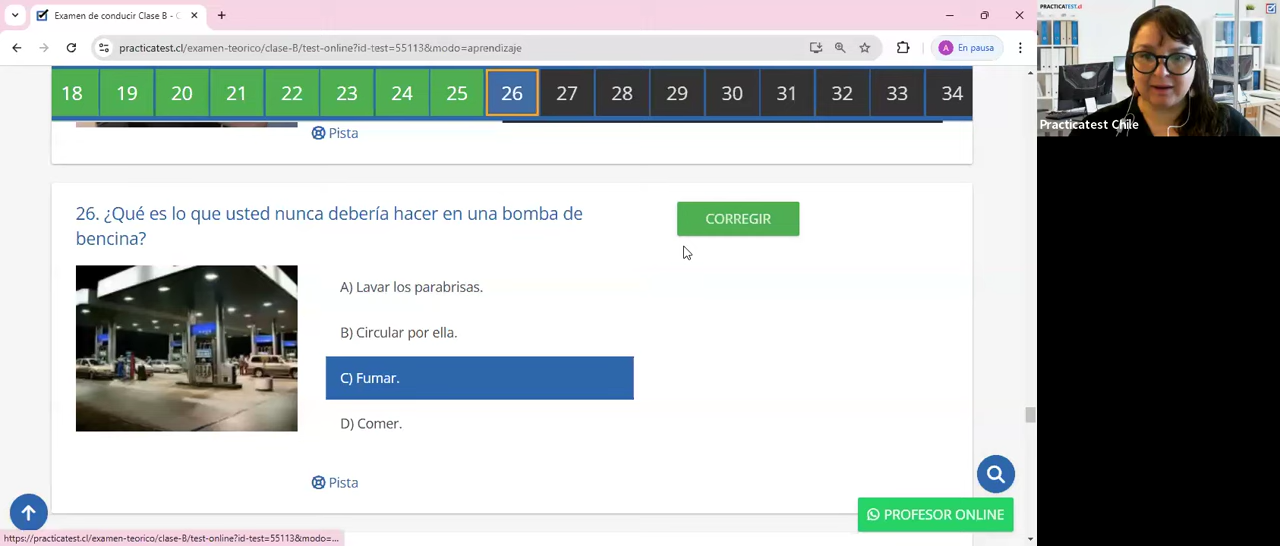 Examen de conducir Clase B - C
practicatest.cl/examen-teorico/clase-B/test-online?id-test=55113&modo=aprendizaje
A
En pausa
PRACTICATEST.cl
Practicatest Chile
18 19 20 21 22 23 24 25 26 27 28 29 30 31 32 33 34
Pista
26. ¿Qué es lo que usted nunca debería hacer en una bomba de
bencina?
CORREGIR
A) Lavar los parabrisas.
B) Circular por ella.
C) Fumar.
D) Comer.
Pista
PROFESOR ONLINE
https://practicatest.cl/examen-teorico/clase-B/test-online?id-test=55113&modo=...